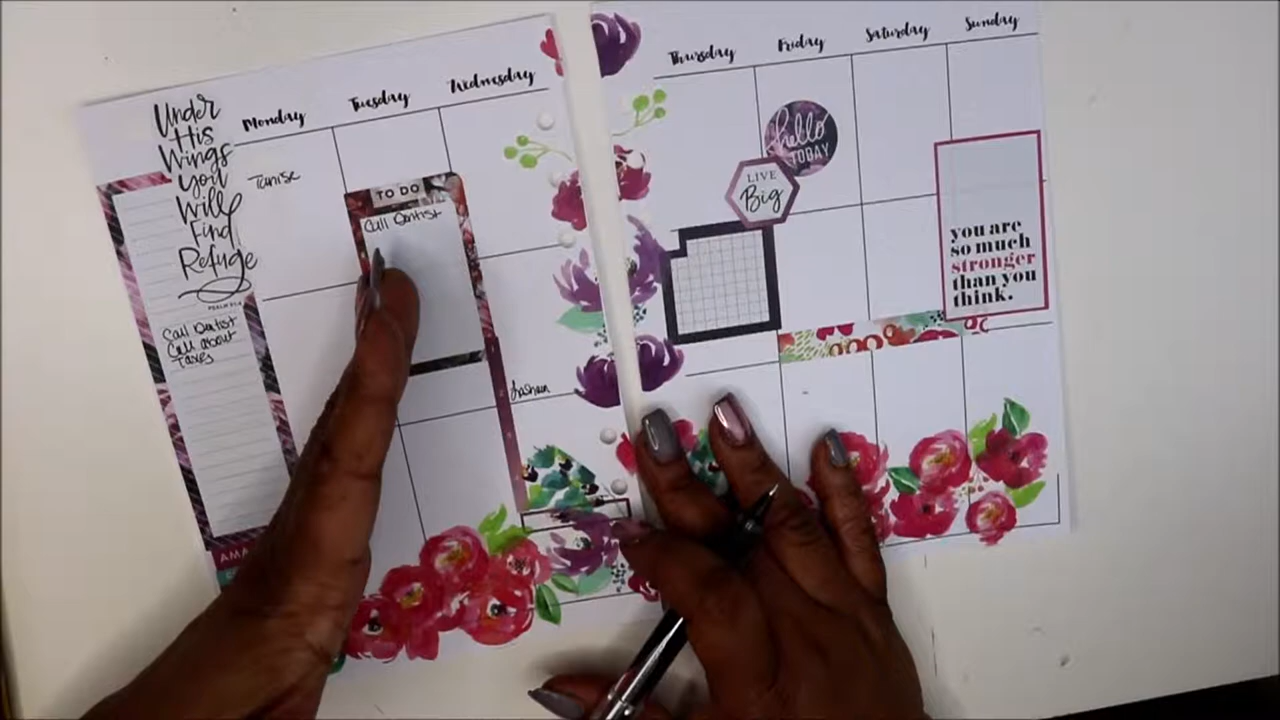 Monday
Tuesday
Wednesday
Thursday
Friday
Saturday
Sunday
Under
His
Wings
You
Will
Find
Refuge
Call Dentist
Call about
Taxes
AMA
Tanise
TO DO
Call Dentist
hello
TODAY
LIVE
Big
you are
so much
stronger
than you
think.